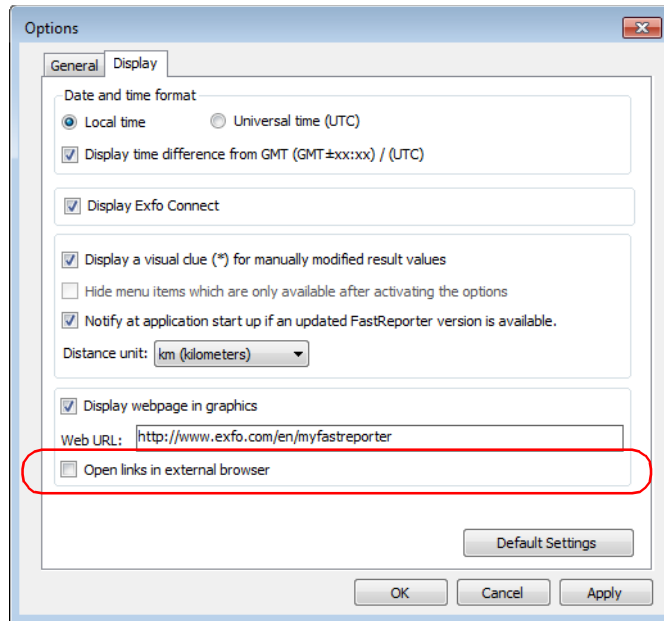 Options
General Display
Date and time format
Local time Universal time (UTC)
Display time difference from GMT (GMT±xx:xx) / (UTC)
Display Exfo Connect
Display a visual clue (*) for manually modified result values
Hide menu items which are only available after activating the options
Notify at application start up if an updated FastReporter version is available.
Distance unit: km (kilometers)
Display webpage in graphics
Web URL: http://www.exfo.com/en/myfastreporter
Open links in external browser
Default Settings
OK Cancel Apply